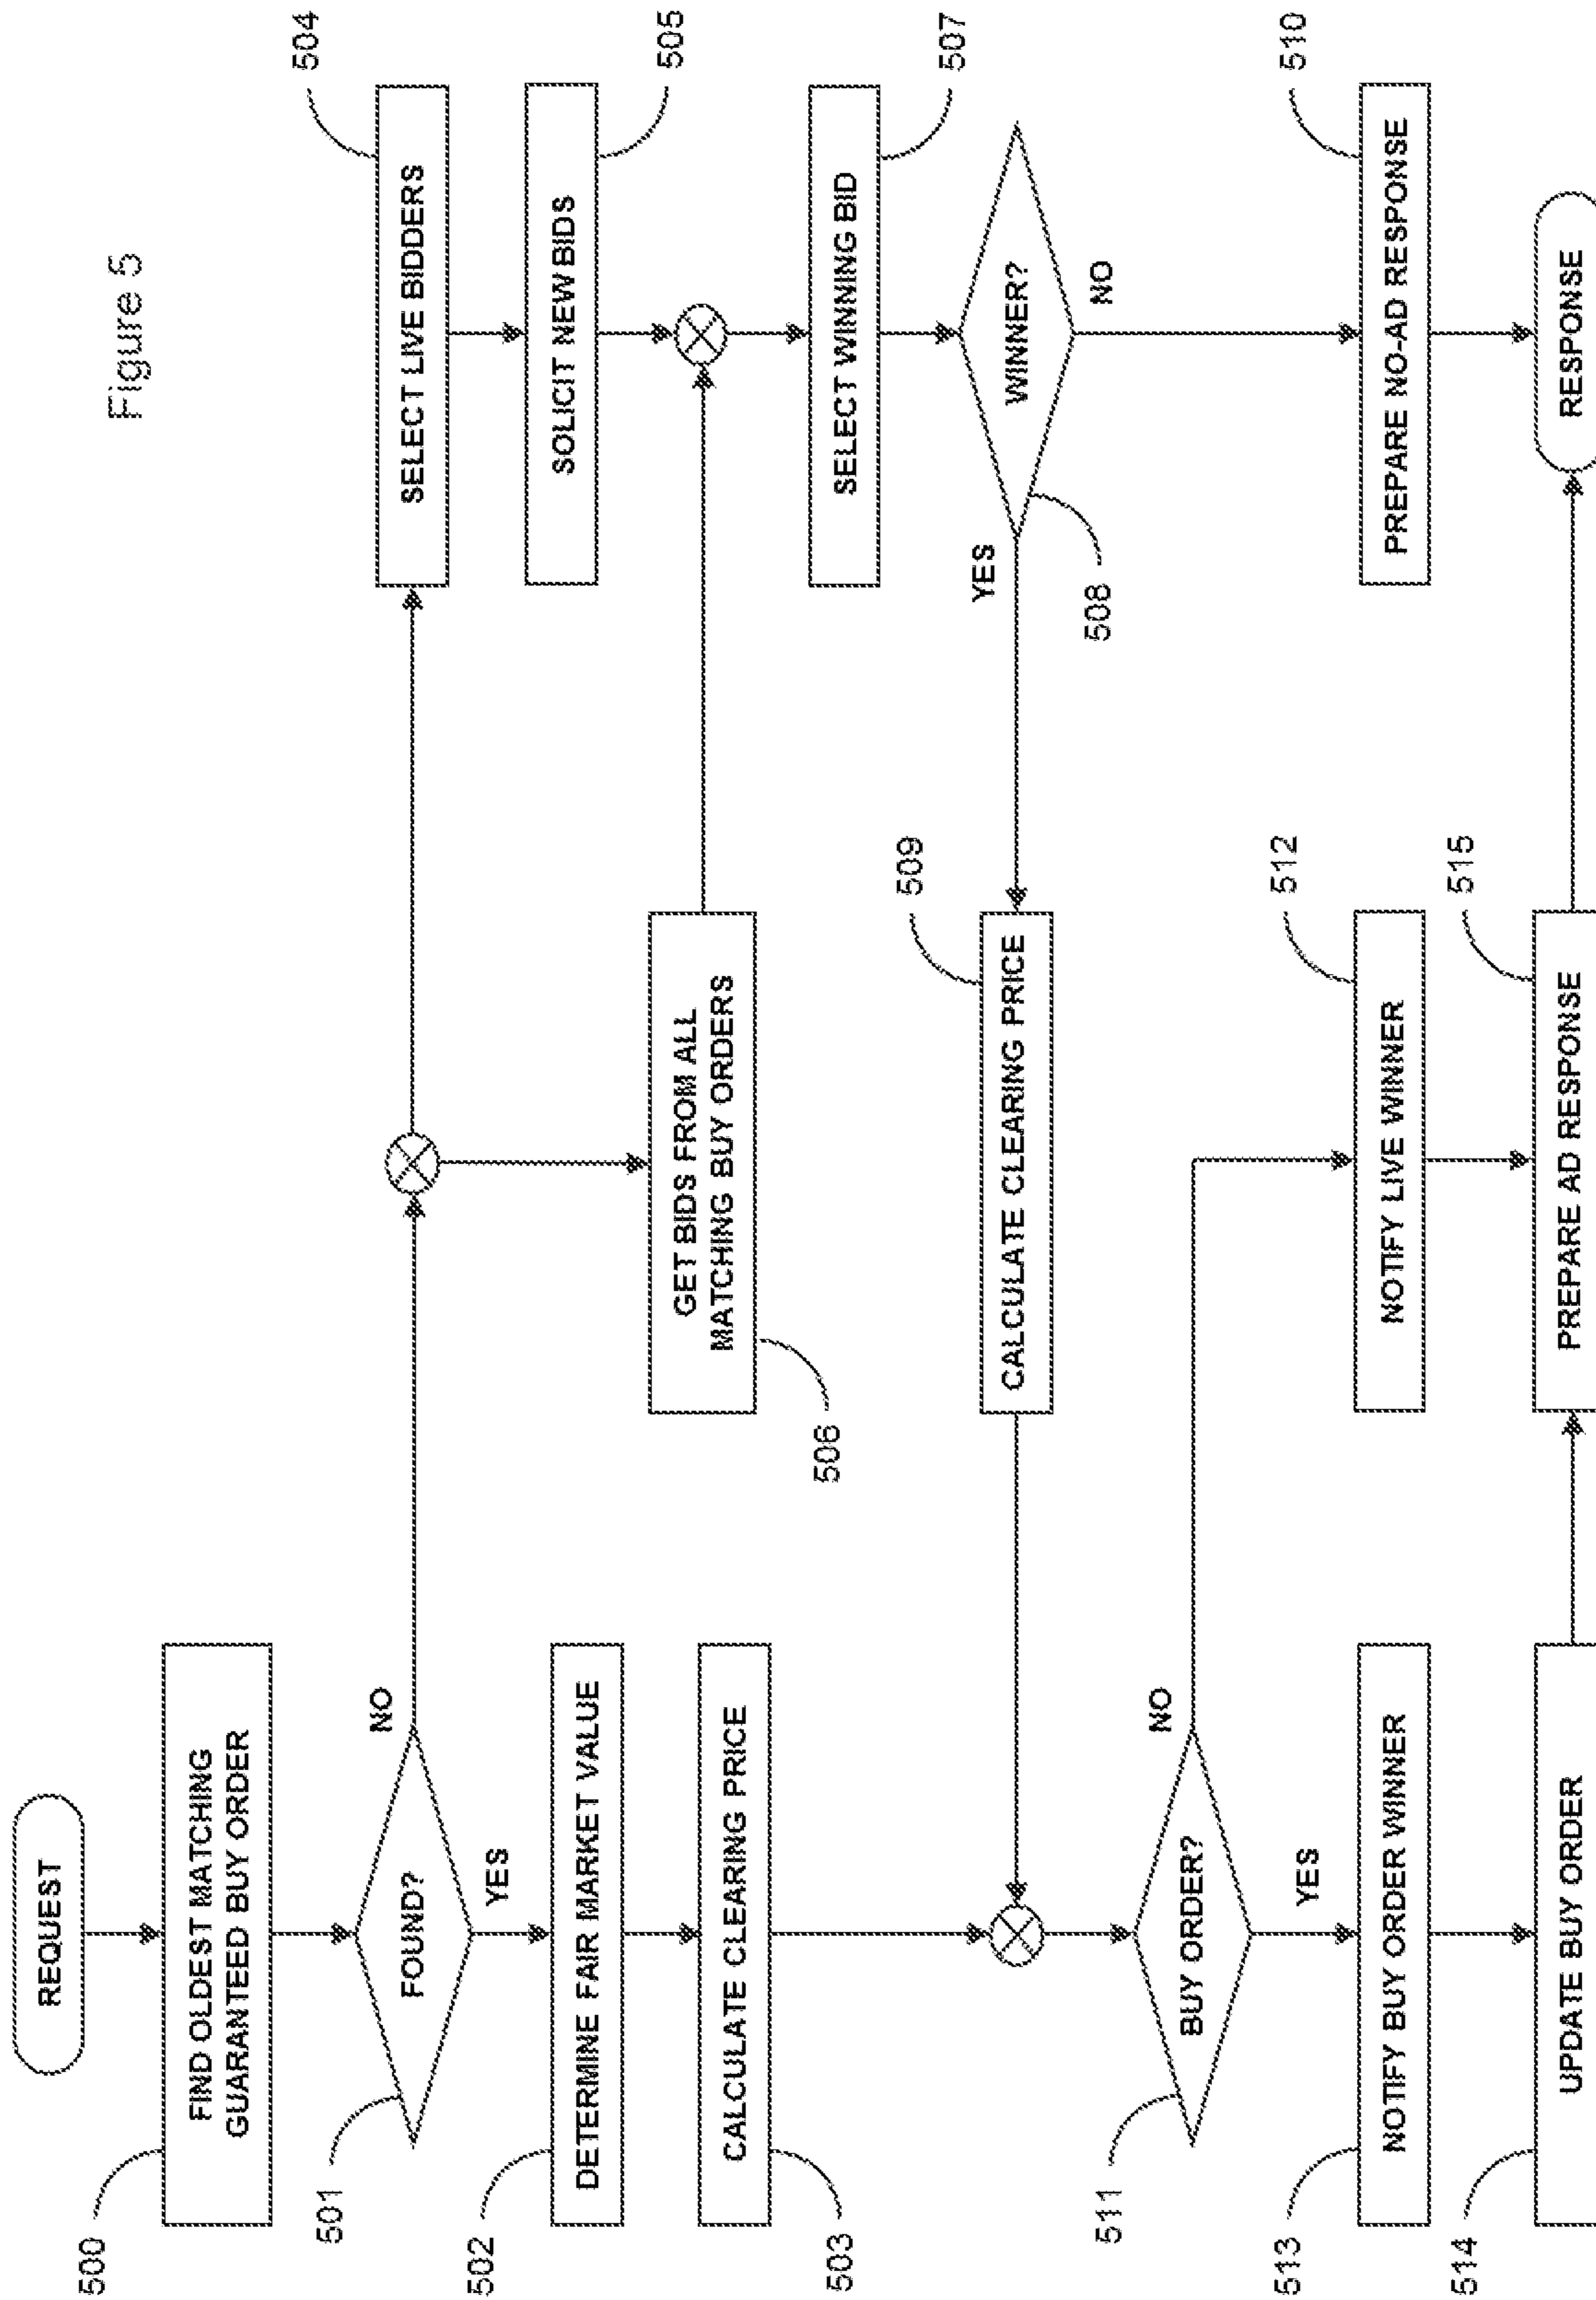 Figure 5
REQUEST
500
FIND OLDEST MATCHING
GUARANTEED BUY ORDER
501
FOUND?
NO
YES
504
SELECT LIVE BIDDERS
502
DETERMINE FAIR MARKET VALUE
505
SOLICIT NEW BIDS
506
GET BIDS FROM ALL
MATCHING BUY ORDERS
503
CALCULATE CLEARING PRICE
507
SELECT WINNING BID
508
WINNER?
YES
NO
509
CALCULATE CLEARING PRICE
511
BUY ORDER?
NO
YES
513
NOTIFY BUY ORDER WINNER
512
NOTIFY LIVE WINNER
510
PREPARE NO-AD RESPONSE
514
UPDATE BUY ORDER
515
PREPARE AD RESPONSE
RESPONSE